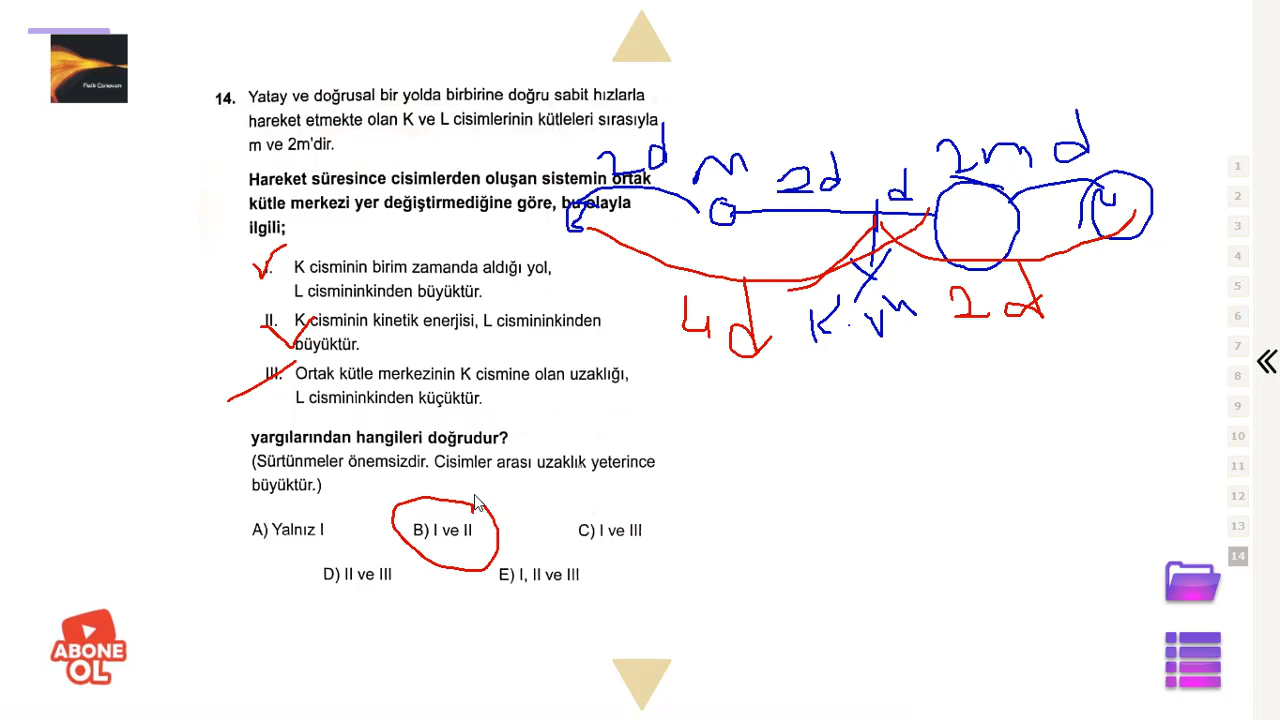 Fizik Canavarı
14. Yatay ve doğrusal bir yolda birbirine doğru sabit hızlarla
hareket etmekte olan K ve L cisimlerinin kütleleri sırasıyla
m ve 2m'dir.
Hareket süresince cisimlerden oluşan sistemin ortak
kütle merkezi yer değiştirmediğine göre, bu olayla
ilgili;
I. K cisminin birim zamanda aldığı yol,
L cismininkinden büyüktür.
II. K cisminin kinetik enerjisi, L cismininkinden
büyüktür.
III. Ortak kütle merkezinin K cismine olan uzaklığı,
L cismininkinden küçüktür.
yargılarından hangileri doğrudur?
(Sürtünmeler önemsizdir. Cisimler arası uzaklık yeterince
büyüktür.)
A) Yalnız I
B) I ve II
C) I ve III
D) II ve III
E) I, II ve III
2d
m
2d
d
2m
d
4d
K.M
2d
1
2
3
4
5
6
7
8
9
10
11
12
13
14
ABONE
OL